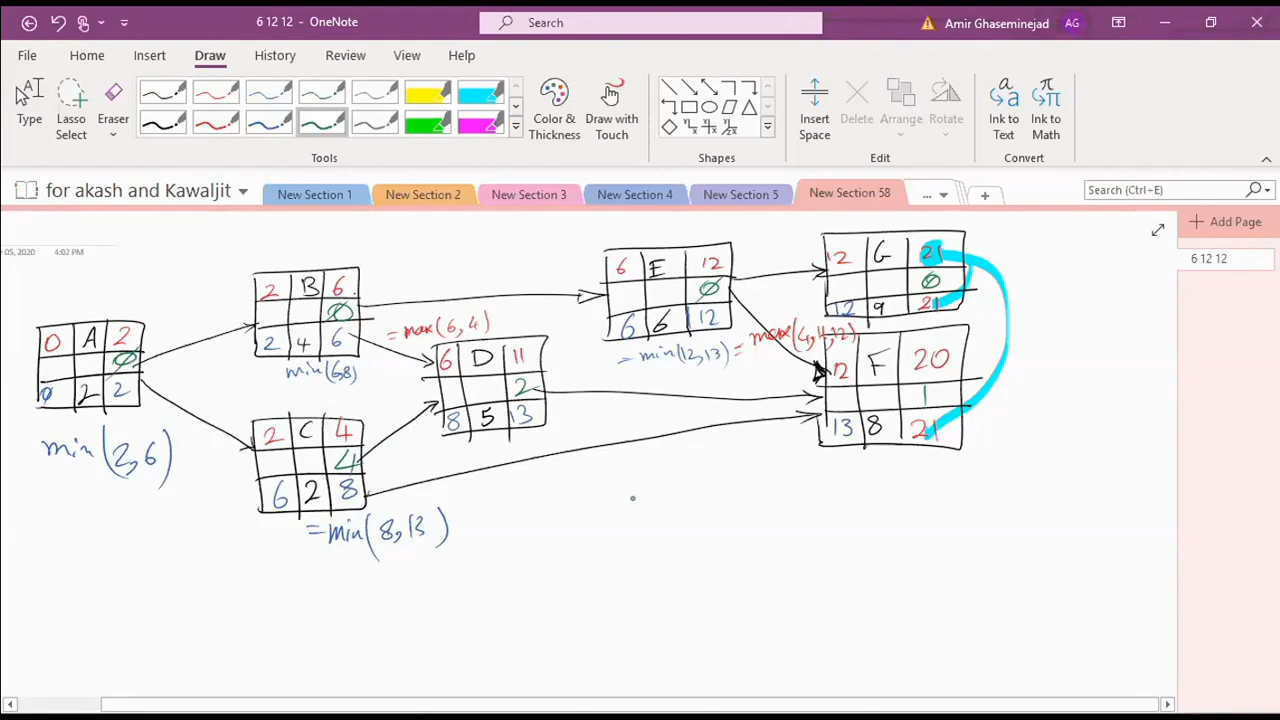 6 12 12 - OneNote
Search
Amir Ghaseminejad AG
File Home Insert Draw History Review View Help
A
Type Lasso Select Eraser Color & Thickness Draw with Touch Insert Space Delete Arrange Rotate Ink to Text Ink to Math
Tools Shapes Edit Convert
for akash and Kawaljit New Section 1 New Section 2 New Section 3 New Section 4 New Section 5 New Section 58 ... + Search (Ctrl+E)
+ Add Page
05, 2020 4:02 PM
6 12 12
0 A 2
0
0 2 2
min(2,6)
2 B 6
0
2 4 6
min(6,8)
2 C 4
4
6 2 8
=min(8,13)
=max(6,4)
6 D 11
2
8 5 13
6 E 12
0
6 6 12
=min(12,13)
12 G 21
0
12 9 21
12 F 20
1
13 8 21